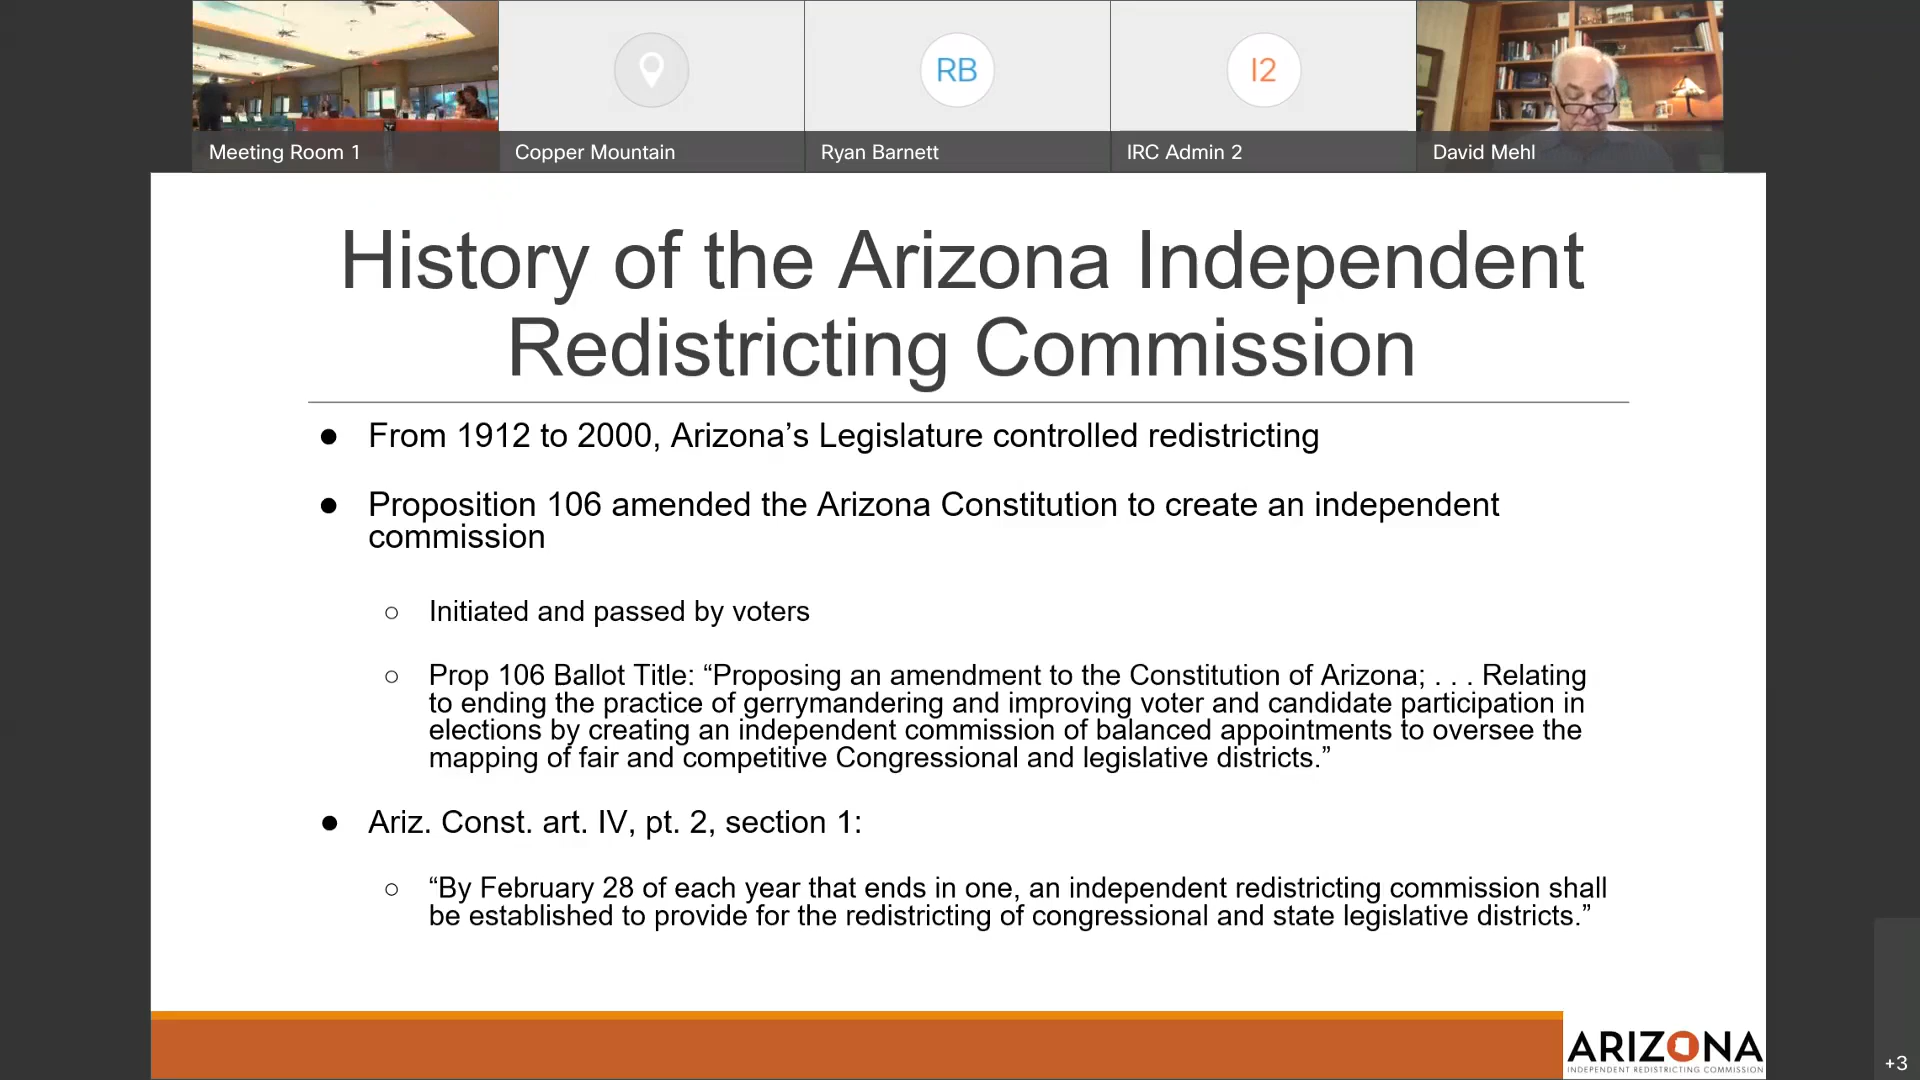 RB
I2
Meeting Room 1
Copper Mountain
Ryan Barnett
IRC Admin 2
David Mehl
History of the Arizona Independent
Redistricting Commission
● From 1912 to 2000, Arizona’s Legislature controlled redistricting
● Proposition 106 amended the Arizona Constitution to create an independent
commission
○ Initiated and passed by voters
○ Prop 106 Ballot Title: “Proposing an amendment to the Constitution of Arizona; . . . Relating
to ending the practice of gerrymandering and improving voter and candidate participation in
elections by creating an independent commission of balanced appointments to oversee the
mapping of fair and competitive Congressional and legislative districts.”
● Ariz. Const. art. IV, pt. 2, section 1:
○ “By February 28 of each year that ends in one, an independent redistricting commission shall
be established to provide for the redistricting of congressional and state legislative districts.”
ARIZONA
INDEPENDENT REDISTRICTING COMMISSION
+3